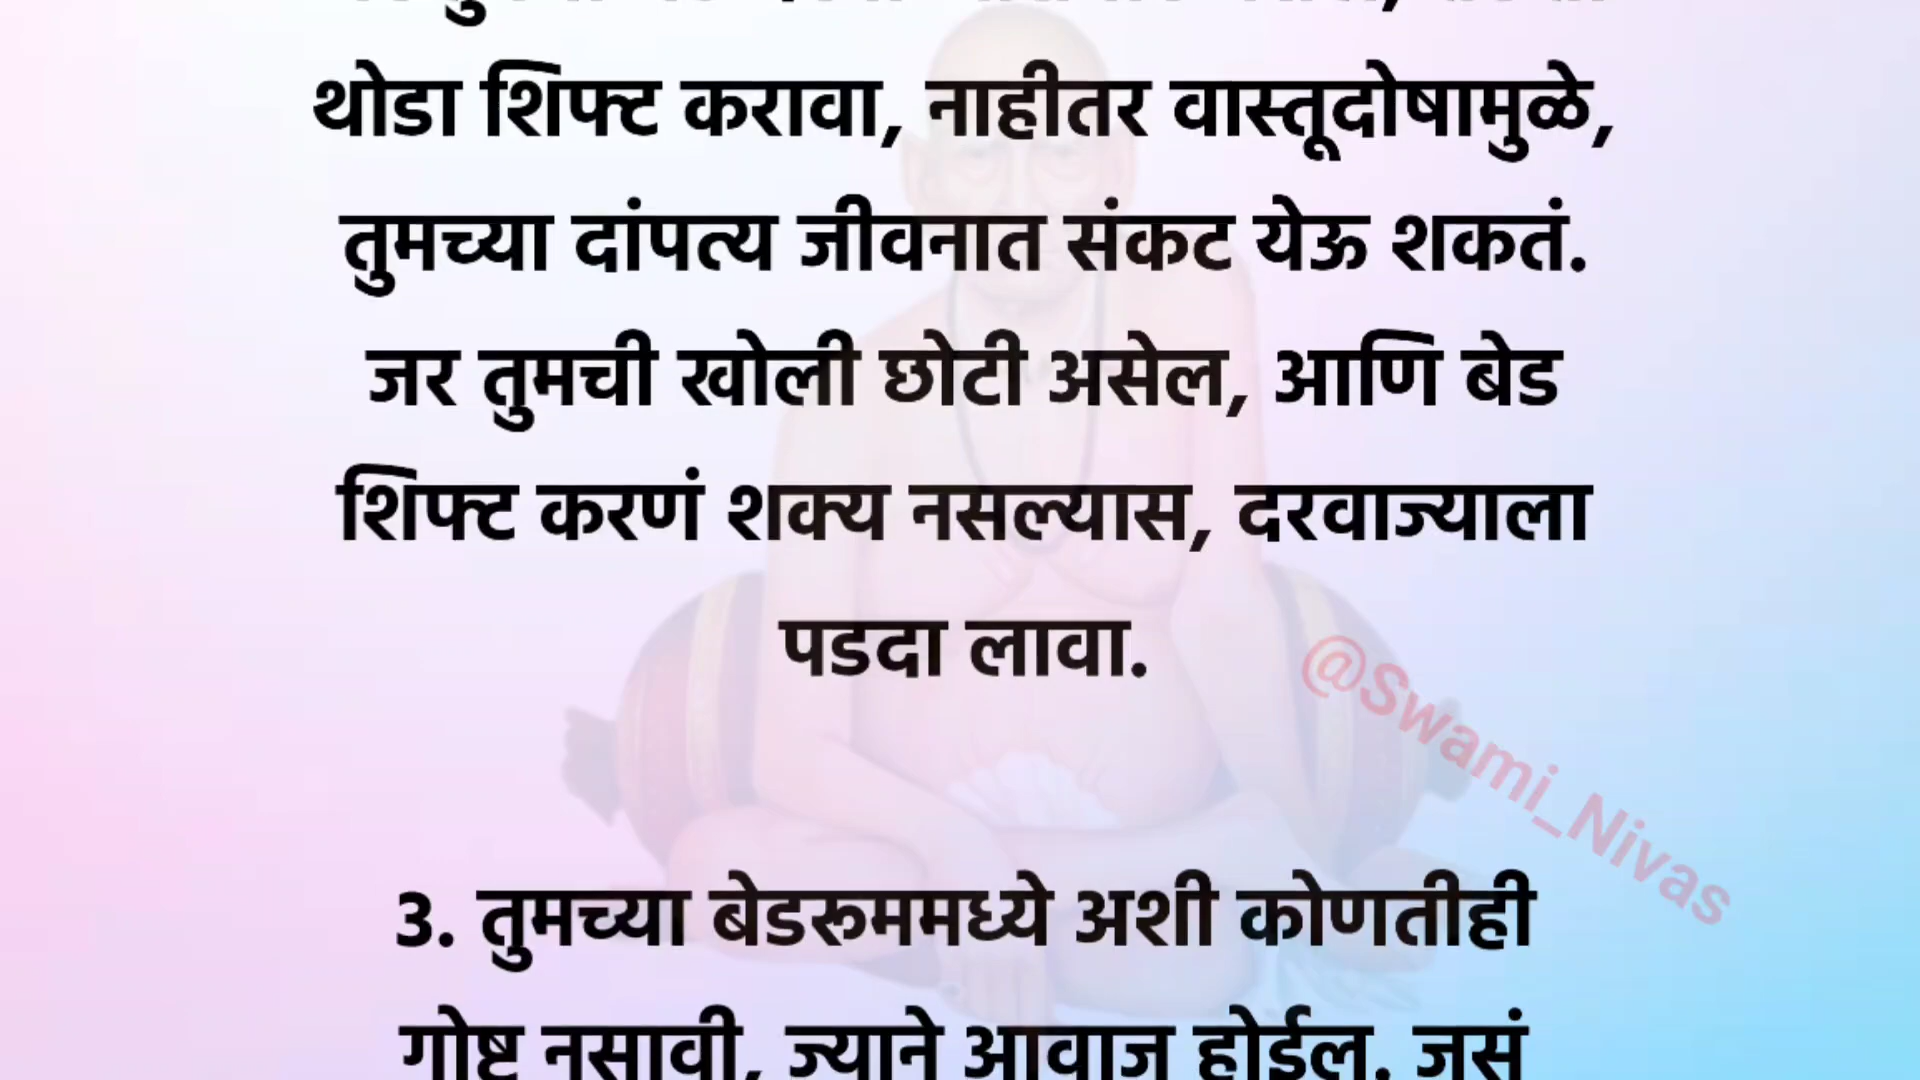 थोडा शिफ्ट करावा, नाहीतर वास्तूदोषामुळे,
तुमच्या दांपत्य जीवनात संकट येऊ शकतं.
जर तुमची खोली छोटी असेल, आणि बेड
शिफ्ट करणं शक्य नसल्यास, दरवाज्याला
पडदा लावा.
@Swami_Nivas
3. तुमच्या बेडरूममध्ये अशी कोणतीही
गोष्ट नसावी, ज्याने आवाज होईल. जसं